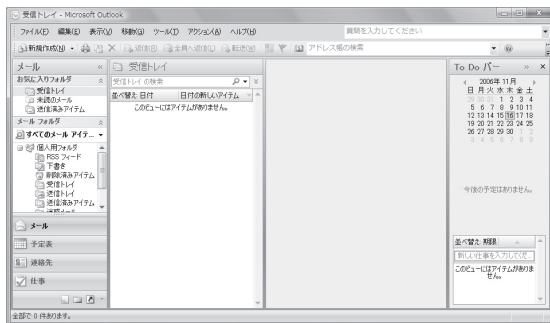 受信トレイ - Microsoft Outlook
ファイル(F) 編集(E) 表示(V) 移動(G) ツール(T) アクション(A) ヘルプ(H)
質問を入力してください
新規作成(N) 返信(R) 全員へ返信(L) 転送(W) アドレス帳の検索
メール
お気に入りフォルダ
受信トレイ
未読のメール
送信済みアイテム
メール フォルダ
すべてのメール アイテ...
個人用フォルダ
RSS フィード
下書き
削除済みアイテム
受信トレイ
送信トレイ
送信済みアイテム
メール
予定表
連絡先
仕事
受信トレイ
受信トレイ の検索
並べ替え: 日付 日付の新しいアイテム
このビューにはアイテムがありません。
To Do バー
2006年 11月
日 月 火 水 木 金 土
29 30 31 1 2 3 4
5 6 7 8 9 10 11
12 13 14 15 16 17 18
19 20 21 22 23 24 25
26 27 28 29 30 1 2
3 4 5 6 7 8 9
今後の予定はありません。
並べ替え: 期限
新しい仕事を入力してくだ...
このビューにはアイテムがありま
せん。
全部で 0 件あります。